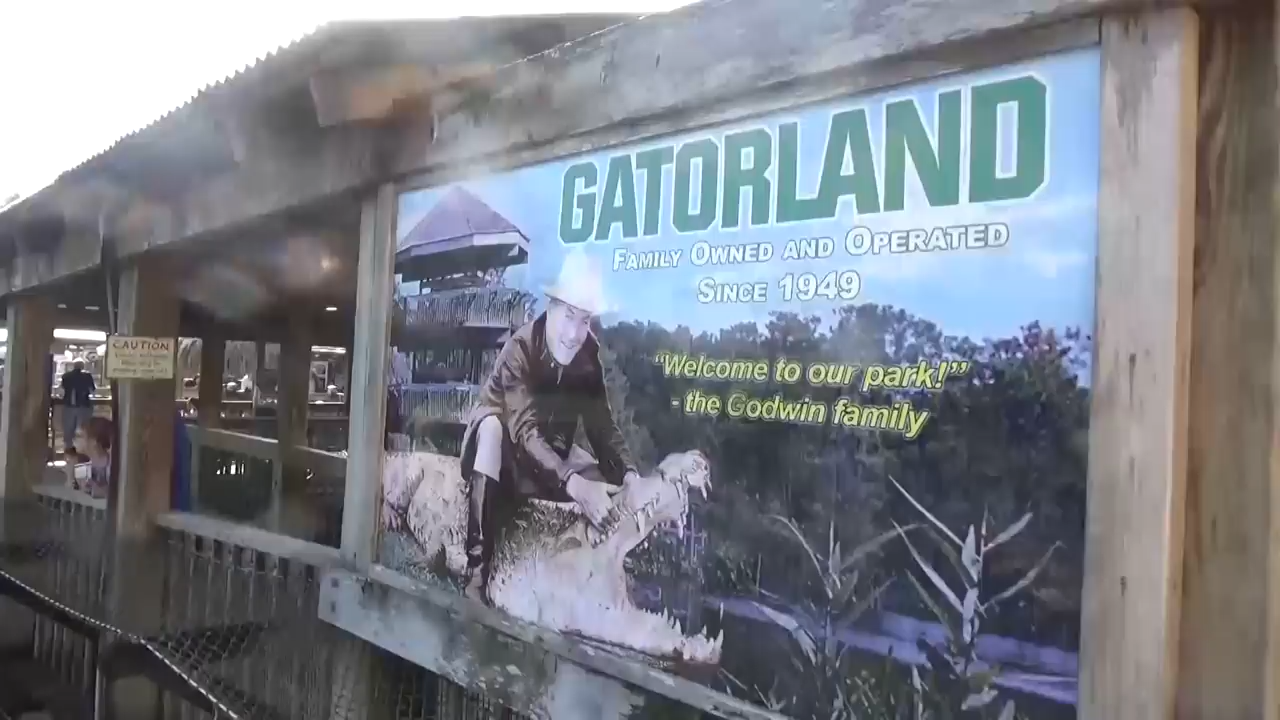 GATORLAND
FAMILY OWNED AND OPERATED
SINCE 1949
"Welcome to our park!"
- the Godwin family
CAUTION